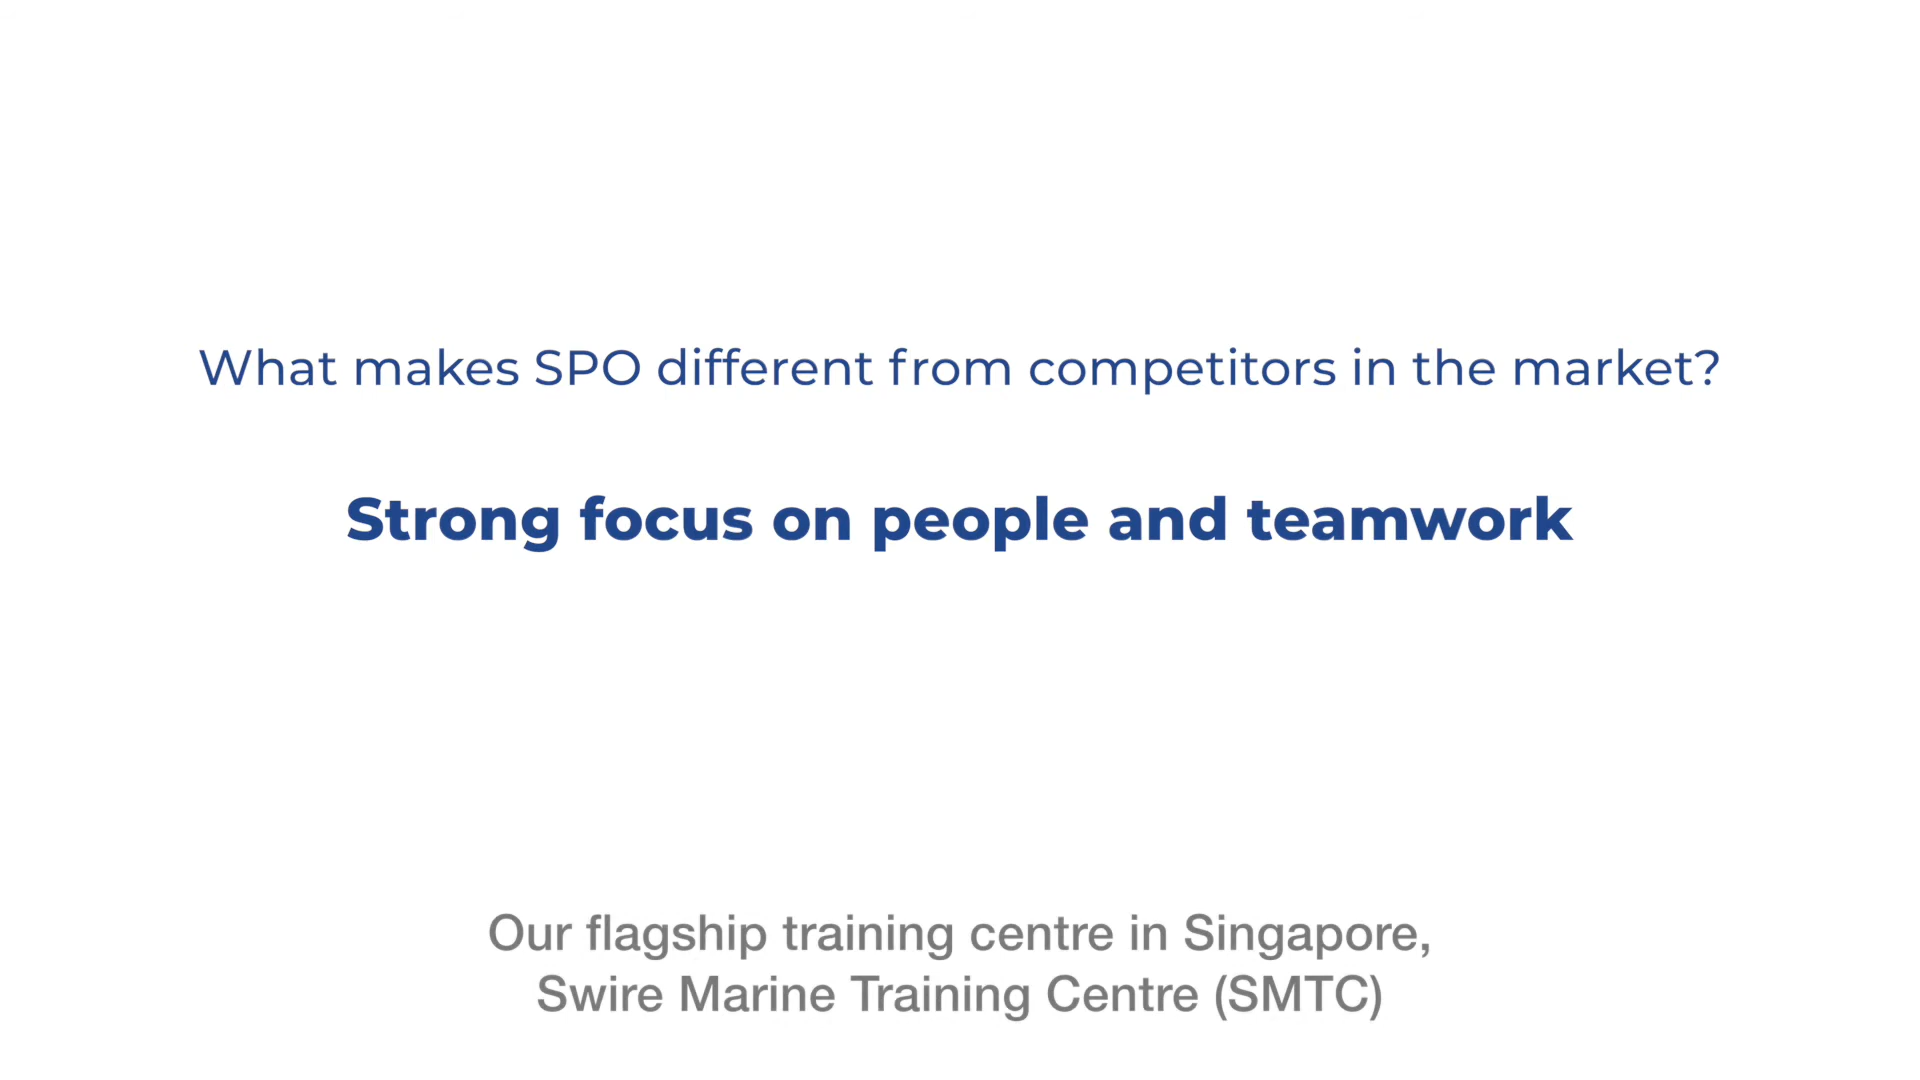 What makes SPO different from competitors in the market?
Strong focus on people and teamwork
Our flagship training centre in Singapore,
Swire Marine Training Centre (SMTC)